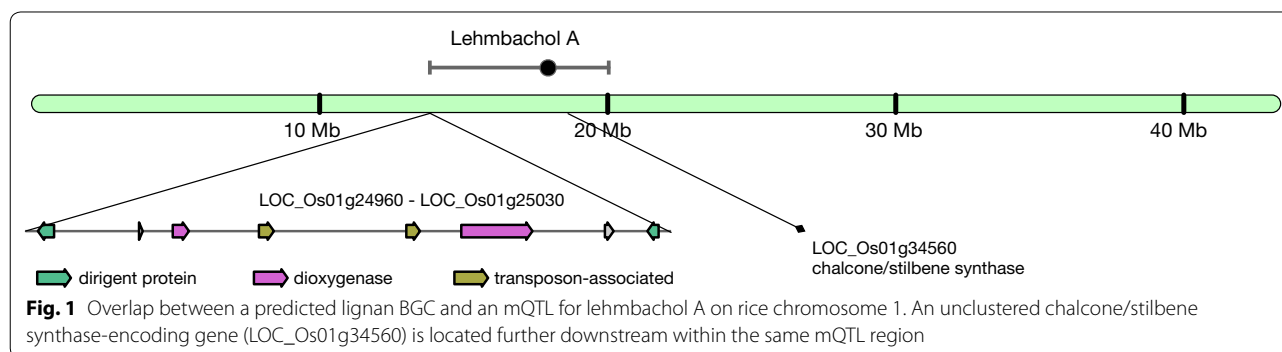 Lehmbachol A
10 Mb 20 Mb 30 Mb 40 Mb
LOC_Os01g24960 - LOC_Os01g25030
LOC_Os01g34560
chalcone/stilbene synthase
dirigent protein dioxygenase transposon-associated
Fig. 1 Overlap between a predicted lignan BGC and an mQTL for lehmbachol A on rice chromosome 1. An unclustered chalcone/stilbene
synthase-encoding gene (LOC_Os01g34560) is located further downstream within the same mQTL region